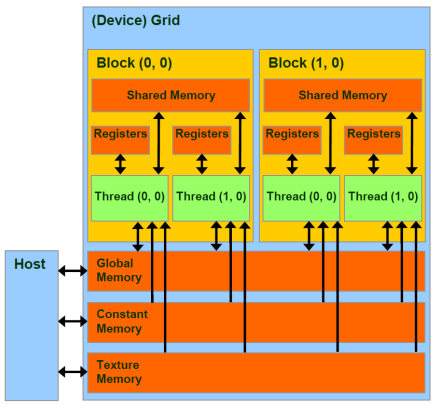 (Device) Grid
Block (0, 0)
Block (1, 0)
Shared Memory
Shared Memory
Registers
Registers
Registers
Registers
Thread (0, 0)
Thread (1, 0)
Thread (0, 0)
Thread (1, 0)
Host
Global
Memory
Constant
Memory
Texture
Memory